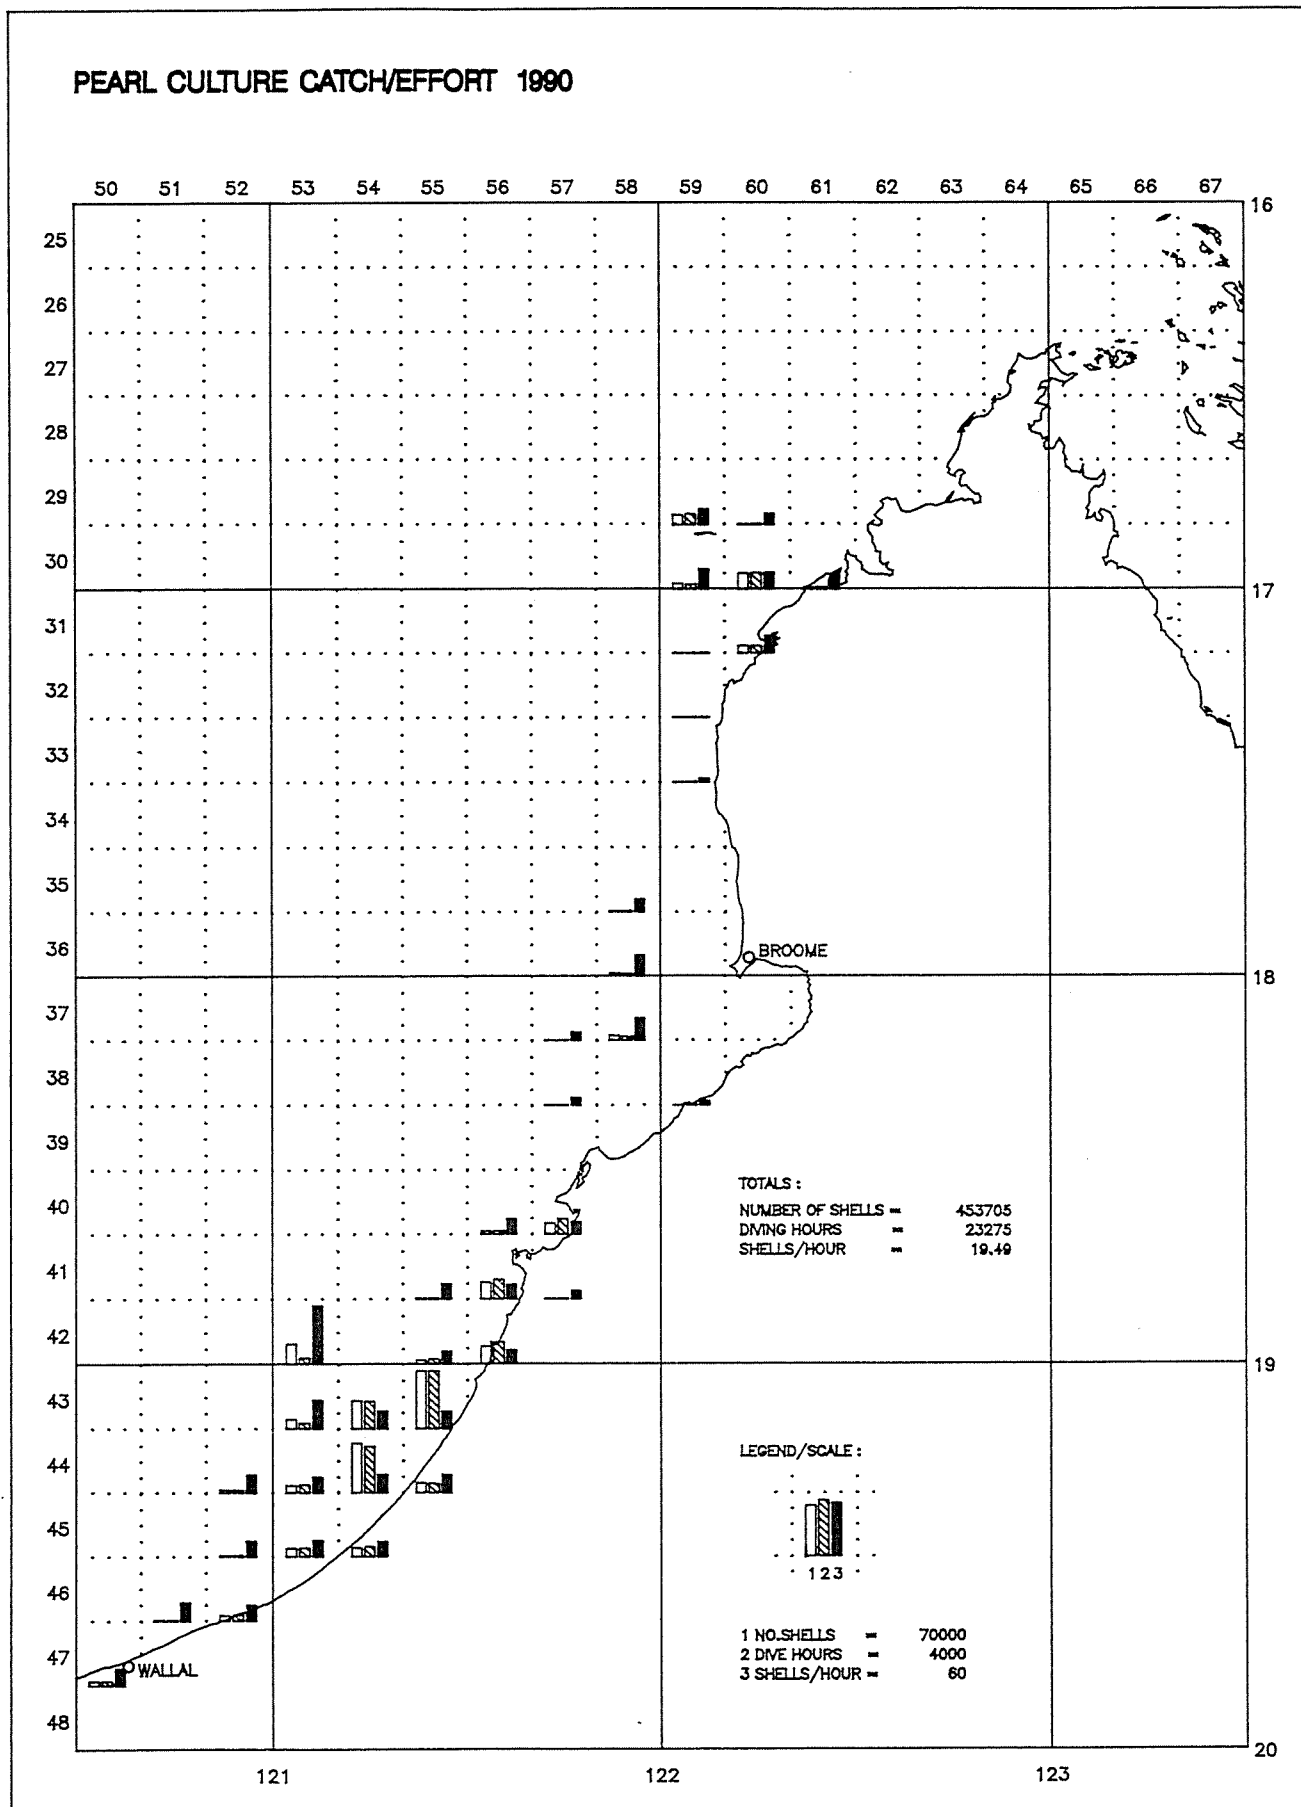 PEARL CULTURE CATCH/EFFORT 1990
50 51 52 53 54 55 56 57 58 59 60 61 62 63 64 65 66 67
16
25
26
27
28
29
30
17
31
32
33
34
35
36
BROOME
18
37
38
39
TOTALS :
40
NUMBER OF SHELLS = 453705
DIVING HOURS = 23275
SHELLS/HOUR = 19.49
41
42
19
43
LEGEND/SCALE :
44
45
1 2 3
46
1 NO.SHELLS = 70000
2 DIVE HOURS = 4000
3 SHELLS/HOUR = 60
47
WALLAL
48
20
121 122 123